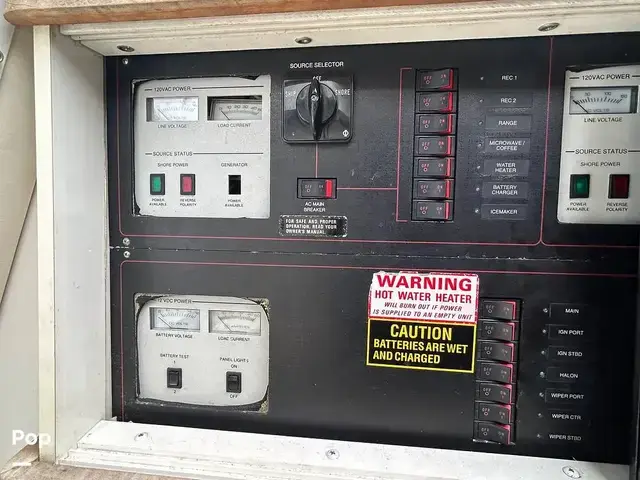 SOURCE SELECTOR
OFF
SHIP
SHORE
120VAC POWER
LINE VOLTAGE
LOAD CURRENT
SOURCE STATUS
SHORE POWER
GENERATOR
POWER AVAILABLE
REVERSE POLARITY
POWER AVAILABLE
AC MAIN
BREAKER
FOR SAFE AND PROPER
OPERATION, READ YOUR
OWNER'S MANUAL.
REC.1
REC.2
RANGE
MICROWAVE /
COFFEE
WATER
HEATER
BATTERY
CHARGER
ICEMAKER
120VAC POWER
LINE VOLTAGE
SOURCE STATUS
SHORE POWER
POWER AVAILABLE
REVERSE POLARITY
12 VDC POWER
BATTERY VOLTAGE
LOAD CURRENT
BATTERY TEST
1
2
PANEL LIGHTS
ON
OFF
WARNING
HOT WATER HEATER
WILL BURN OUT IF POWER
IS SUPPLIED TO AN EMPTY UNIT
CAUTION
BATTERIES ARE WET
AND CHARGED
MAIN
IGN PORT
IGN STBD
HALON
WIPER PORT
WIPER CTR
WIPER STBD
Pop